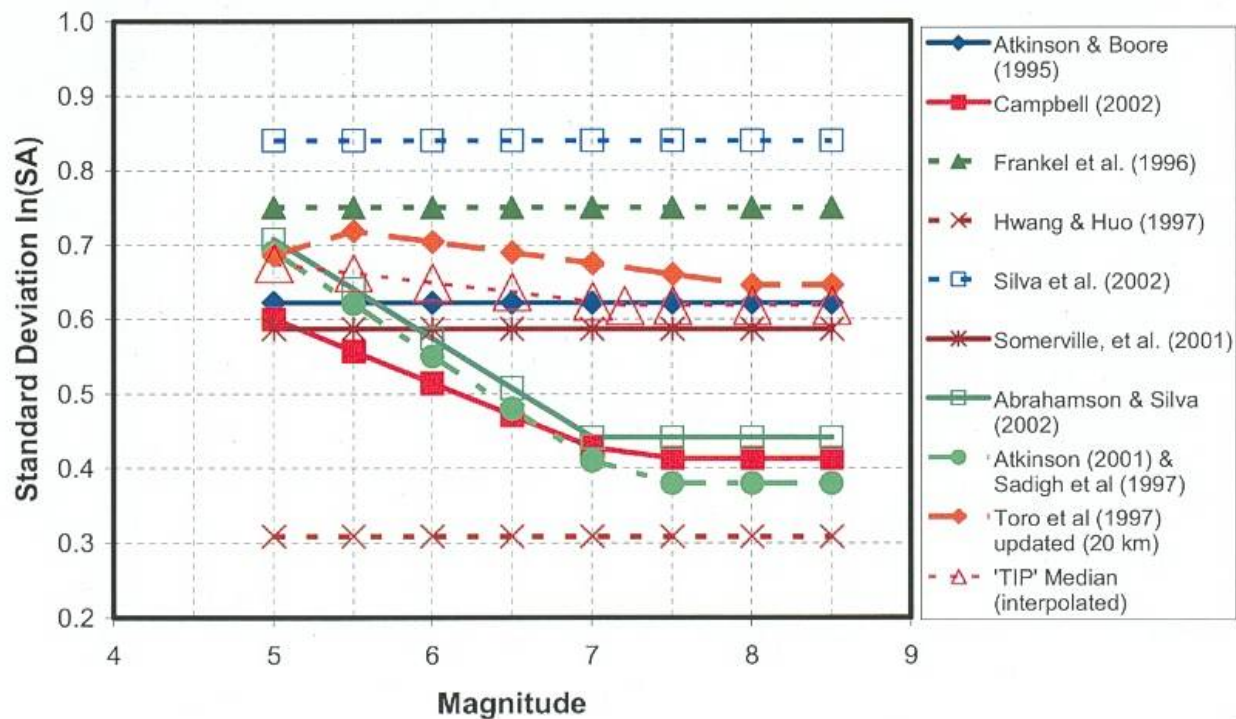 1.0
0.9
0.8
0.7
0.6
0.5
0.4
0.3
0.2
Standard Deviation ln(SA)
4
5
6
7
8
9
Magnitude
Atkinson & Boore
(1995)
Campbell (2002)
Frankel et al. (1996)
Hwang & Huo (1997)
Silva et al. (2002)
Somerville, et al. (2001)
Abrahamson & Silva
(2002)
Atkinson (2001) &
Sadigh et al (1997)
Toro et al (1997)
updated (20 km)
'TIP' Median
(interpolated)